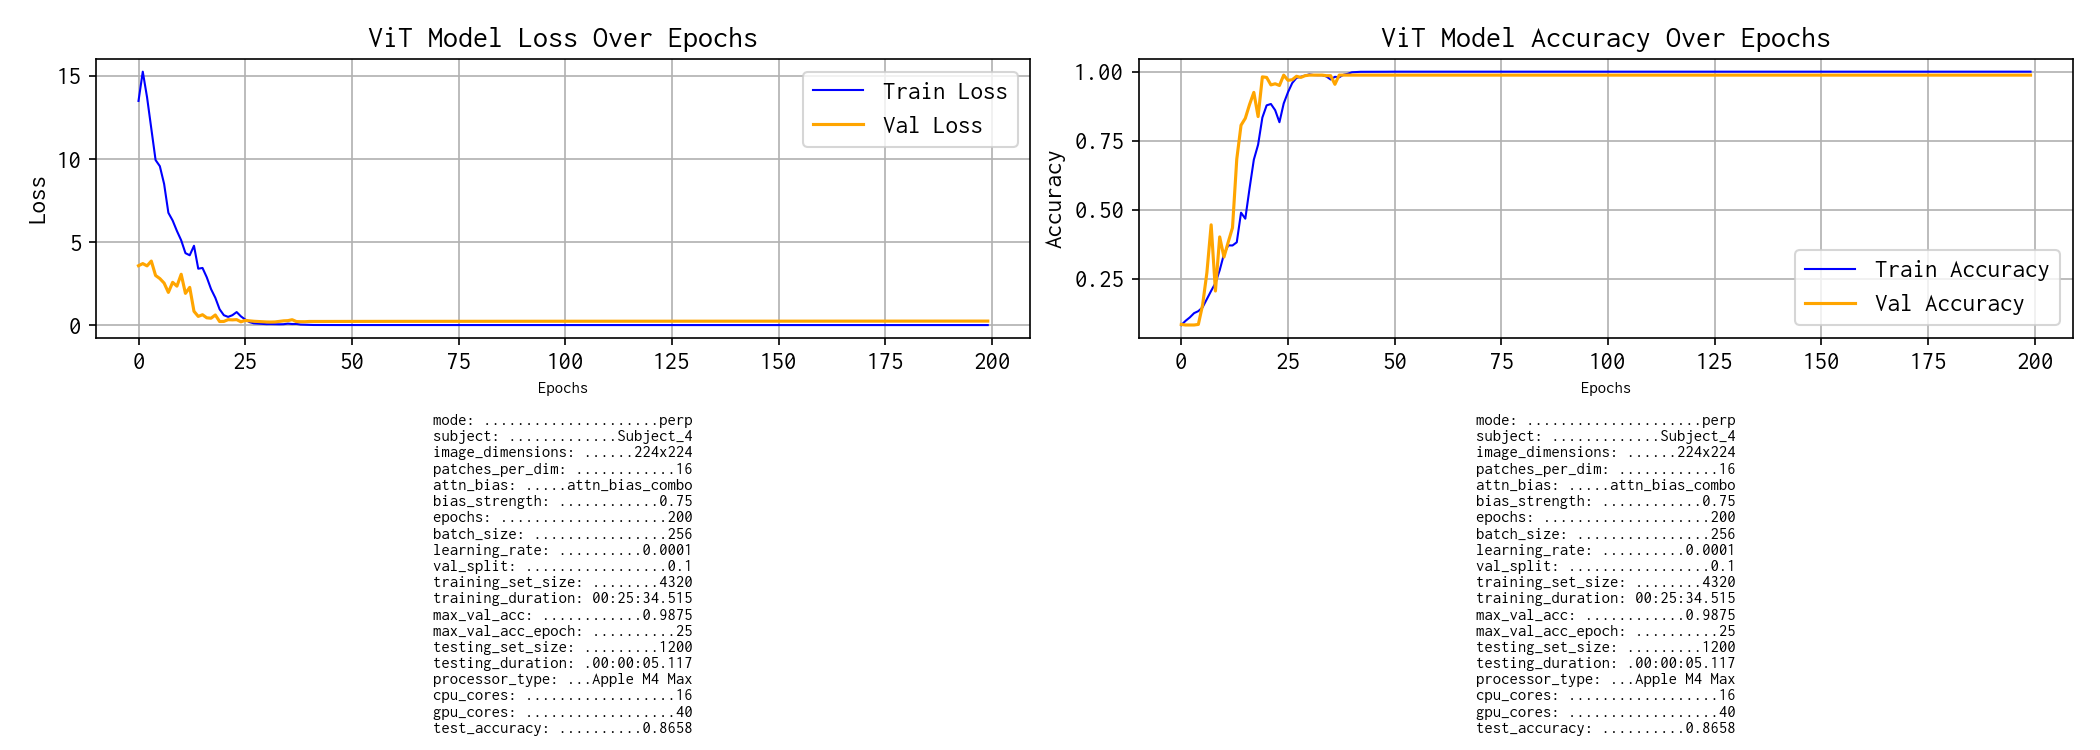 ViT Model Loss Over Epochs
15
10
5
0
Loss
Train Loss
Val Loss
0 25 50 75 100 125 150 175 200
Epochs
mode: .....................perp
subject: .............Subject_4
image_dimensions: ......224x224
patches_per_dim: ............16
attn_bias: .....attn_bias_combo
bias_strength: ............0.75
epochs: ....................200
batch_size: ................256
learning_rate: ..........0.0001
val_split: .................0.1
training_set_size: ........4320
training_duration: 00:25:34.515
max_val_acc: ............0.9875
max_val_acc_epoch: ..........25
testing_set_size: .........1200
testing_duration: .00:00:05.117
processor_type: ...Apple M4 Max
cpu_cores: ..................16
gpu_cores: ..................40
test_accuracy: ..........0.8658
ViT Model Accuracy Over Epochs
1.00
0.75
0.50
0.25
Accuracy
Train Accuracy
Val Accuracy
0 25 50 75 100 125 150 175 200
Epochs
mode: .....................perp
subject: .............Subject_4
image_dimensions: ......224x224
patches_per_dim: ............16
attn_bias: .....attn_bias_combo
bias_strength: ............0.75
epochs: ....................200
batch_size: ................256
learning_rate: ..........0.0001
val_split: .................0.1
training_set_size: ........4320
training_duration: 00:25:34.515
max_val_acc: ............0.9875
max_val_acc_epoch: ..........25
testing_set_size: .........1200
testing_duration: .00:00:05.117
processor_type: ...Apple M4 Max
cpu_cores: ..................16
gpu_cores: ..................40
test_accuracy: ..........0.8658